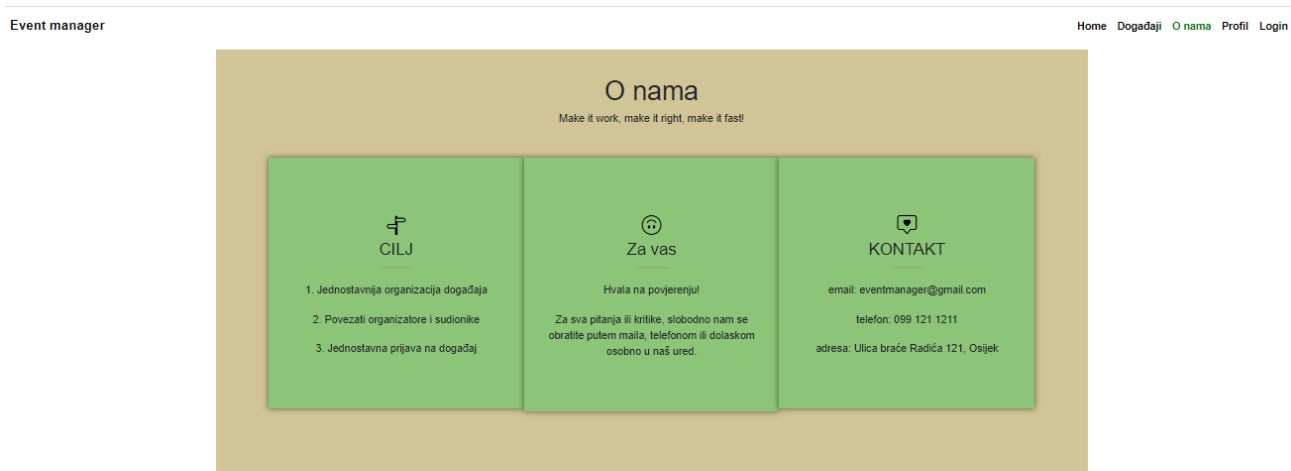 Event manager
Home Događaji O nama Profil Login
O nama
Make it work, make it right, make it fast!
CILJ
1. Jednostavnija organizacija događaja
2. Povezati organizatore i sudionike
3. Jednostavna prijava na događaj
Za vas
Hvala na povjerenju!
Za sva pitanja ili kritike, slobodno nam se
obratite putem maila, telefonom ili dolaskom
osobno u naš ured.
KONTAKT
email: eventmanager@gmail.com
telefon: 099 121 1211
adresa: Ulica braće Radića 121, Osijek